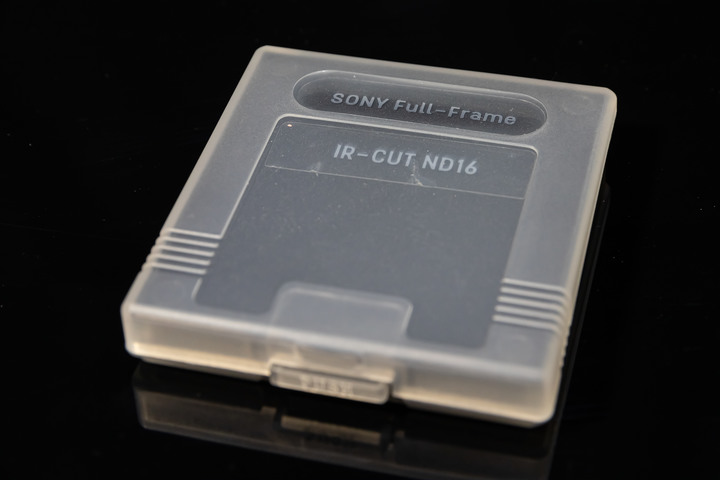 SONY Full-Frame
IR-CUT ND16